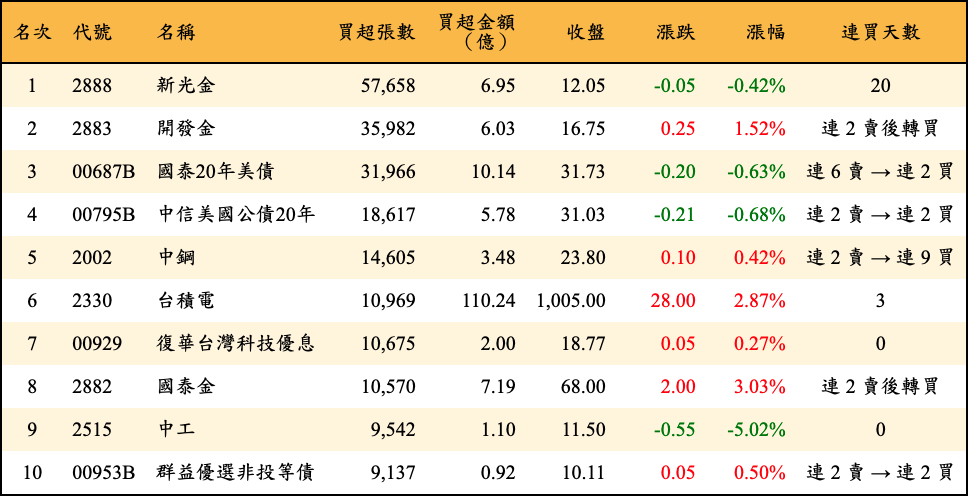 名次 代號 名稱 買超張數 買超金額（億） 收盤 漲跌 漲幅 連買天數
1 2888 新光金 57,658 6.95 12.05 -0.05 -0.42% 20
2 2883 開發金 35,982 6.03 16.75 0.25 1.52% 連 2 賣後轉買
3 00687B 國泰20年美債 31,966 10.14 31.73 -0.20 -0.63% 連 6 賣 → 連 2 買
4 00795B 中信美國公債20年 18,617 5.78 31.03 -0.21 -0.68% 連 2 賣 → 連 2 買
5 2002 中鋼 14,605 3.48 23.80 0.10 0.42% 連 2 賣 → 連 9 買
6 2330 台積電 10,969 110.24 1,005.00 28.00 2.87% 3
7 00929 復華台灣科技優息 10,675 2.00 18.77 0.05 0.27% 0
8 2882 國泰金 10,570 7.19 68.00 2.00 3.03% 連 2 賣後轉買
9 2515 中工 9,542 1.10 11.50 -0.55 -5.02% 0
10 00953B 群益優選非投等債 9,137 0.92 10.11 0.05 0.50% 連 2 賣 → 連 2 買